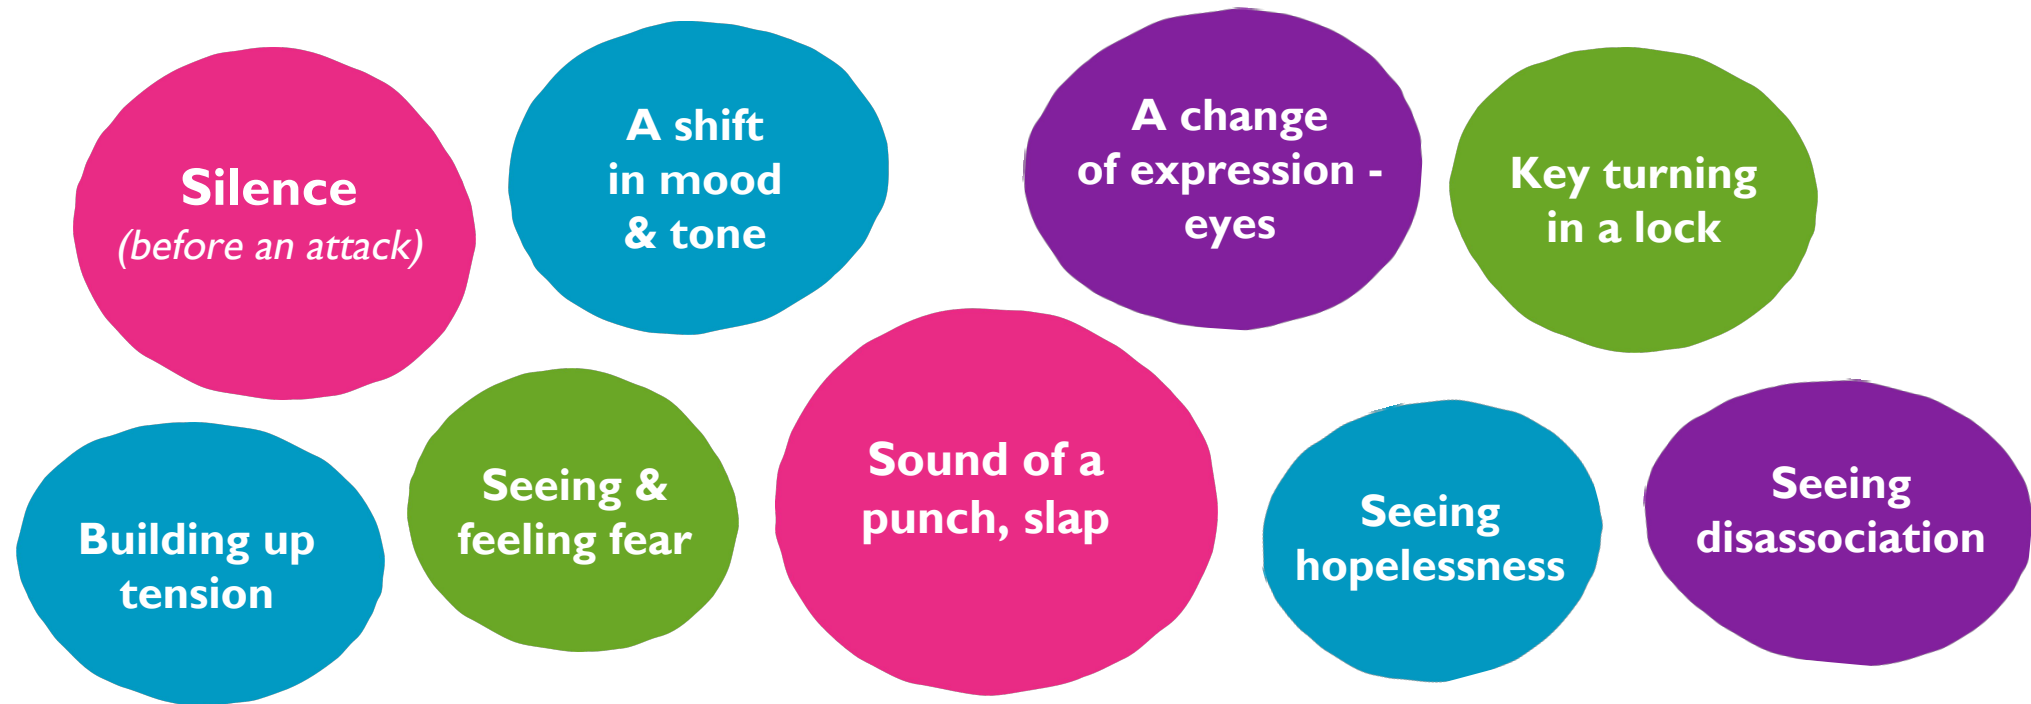 Silence
(before an attack)
A shift
in mood
& tone
A change
of expression -
eyes
Key turning
in a lock
Building up
tension
Seeing &
feeling fear
Sound of a
punch, slap
Seeing
hopelessness
Seeing
disassociation